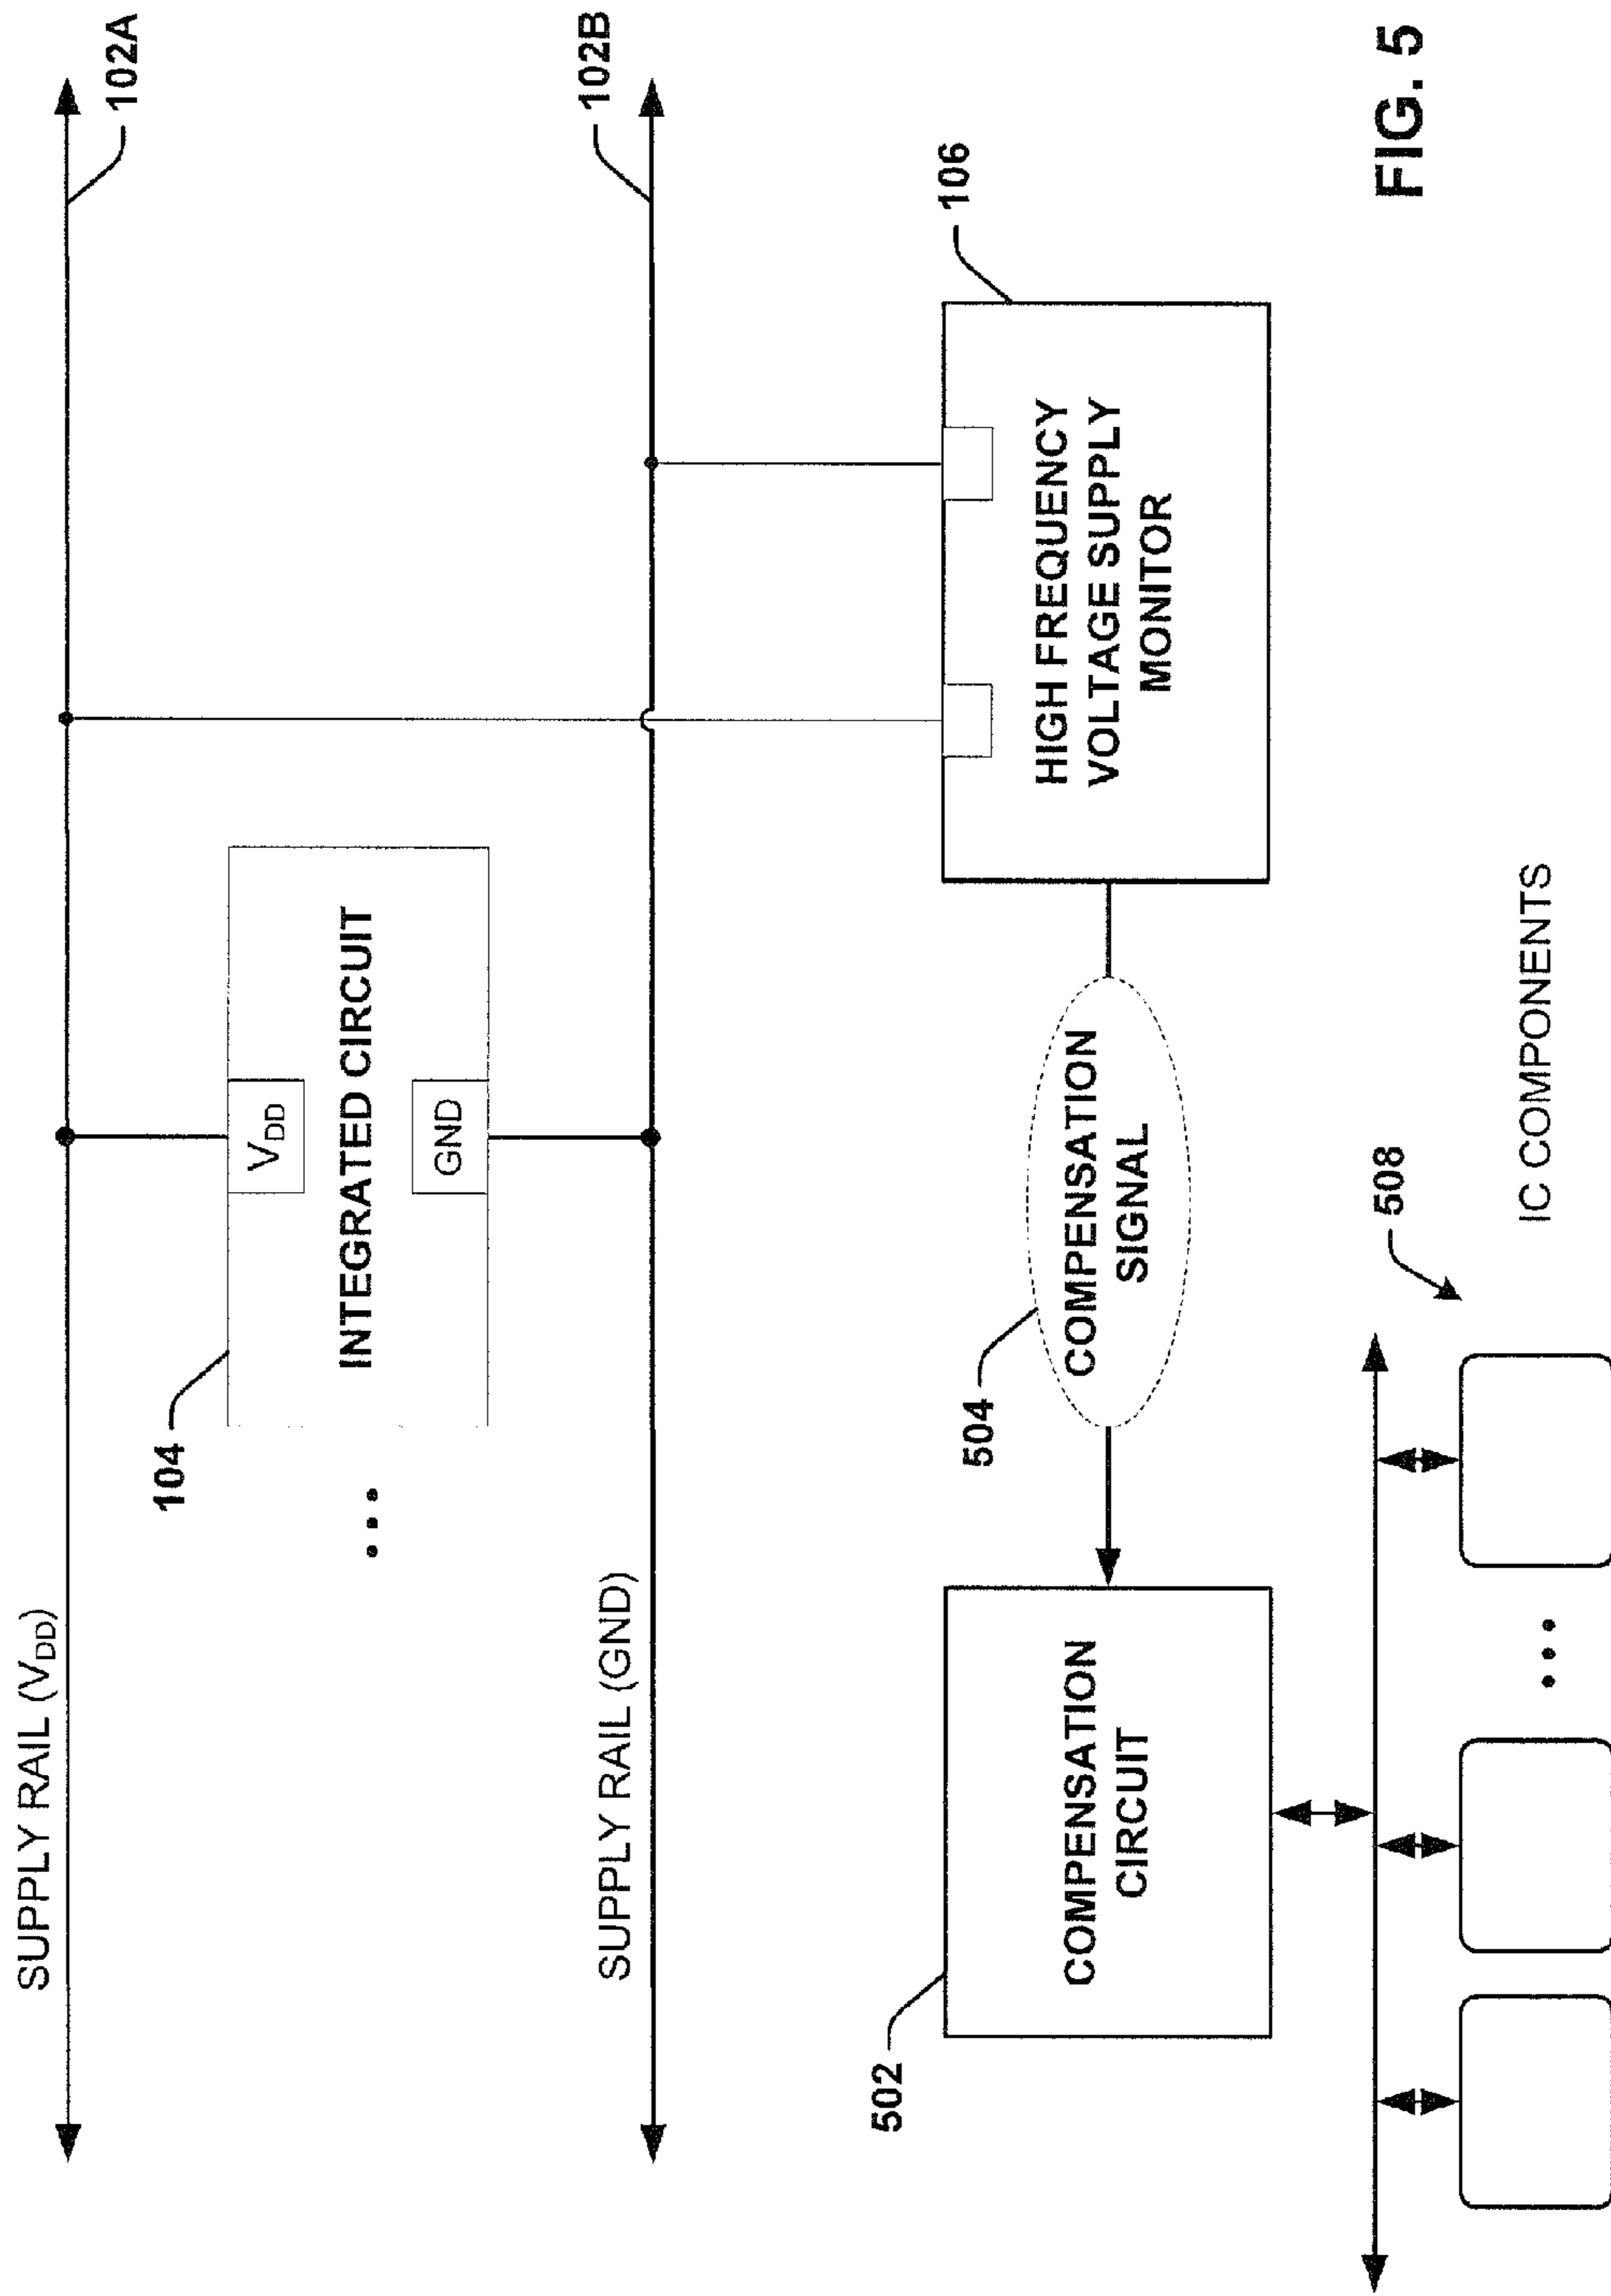 SUPPLY RAIL (VDD)
102A
104
VDD
INTEGRATED CIRCUIT
GND
...
SUPPLY RAIL (GND)
102B
106
HIGH FREQUENCY
VOLTAGE SUPPLY
MONITOR
504
COMPENSATION
SIGNAL
502
COMPENSATION
CIRCUIT
508
IC COMPONENTS
...
FIG. 5